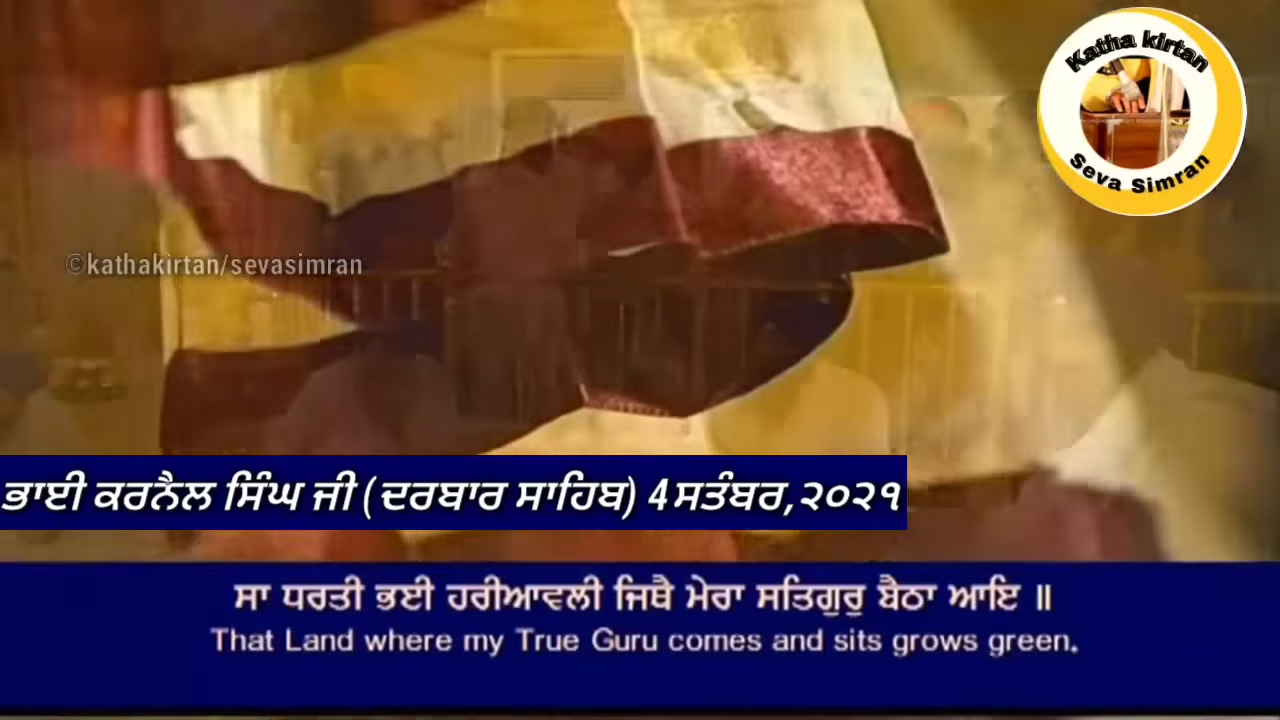 Katha kirtan
Seva Simran
©kathakirtan/sevasimran
ਭਾਈ ਕਰਨੈਲ ਸਿੰਘ ਜੀ (ਦਰਬਾਰ ਸਾਹਿਬ) 4 ਸਤੰਬਰ,੨੦੨੧
ਸਾ ਧਰਤੀ ਭਈ ਹਰੀਆਵਲੀ ਜਿਥੈ ਮੇਰਾ ਸਤਿਗੁਰੁ ਬੈਠਾ ਆਇ ॥
That Land where my True Guru comes and sits grows green.